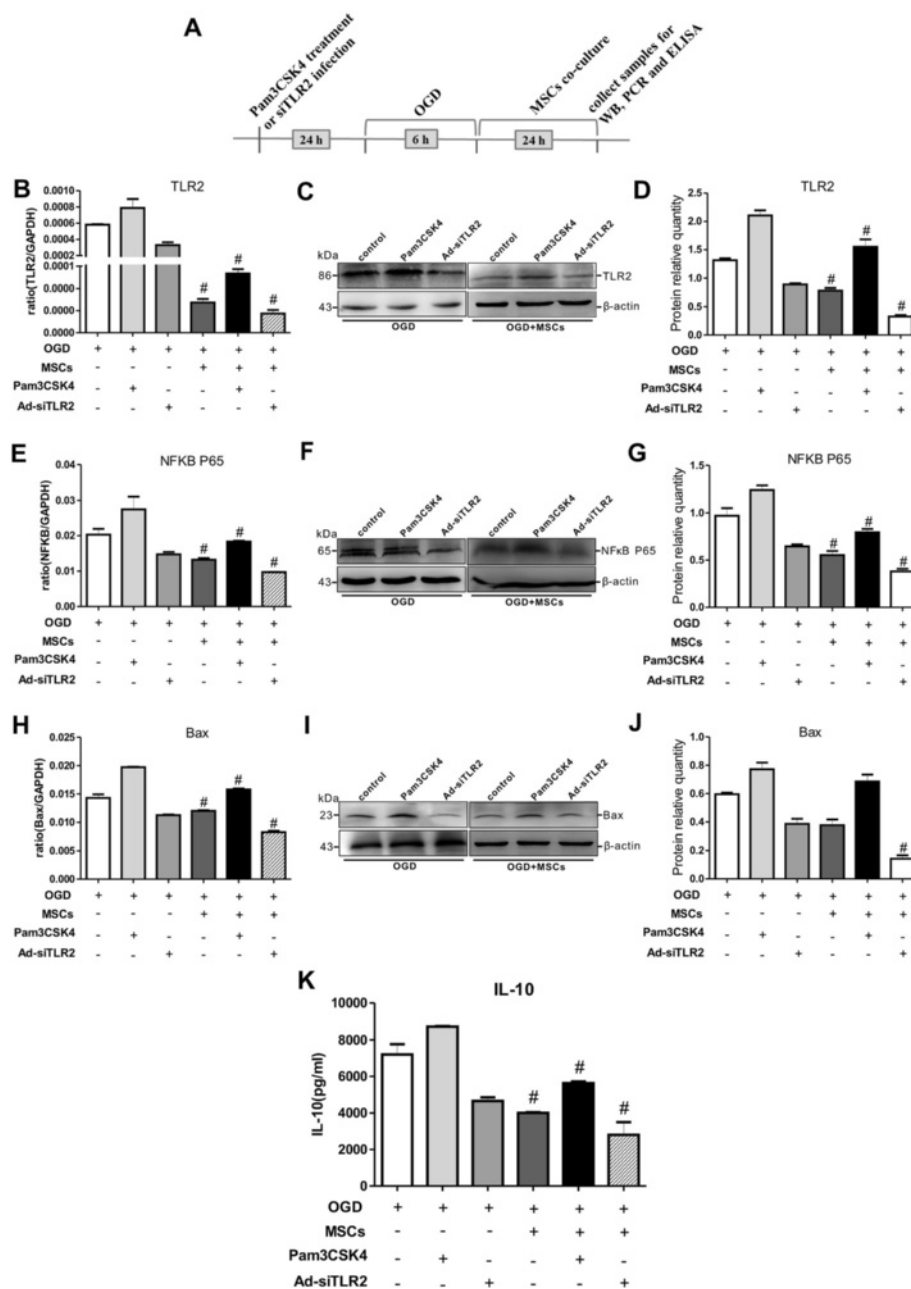 A
Pam3CSK4 treatment
or siTLR2 infection
OGD
MSCs co-culture
collect samples for
WB, PCR and ELISA
24 h
6 h
24 h
B
TLR2
ratio(TLR2/GAPDH)
0.0010
0.0008
0.0006
0.0004
0.0002
0.0001
0.0000
0.0000
# # #
OGD + + + + + +
MSCs - - - + + +
Pam3CSK4 - + - - + -
Ad-siTLR2 - - + - - +
C
control Pam3CSK4 Ad-siTLR2 control Pam3CSK4 Ad-siTLR2
kDa
86 TLR2
43 β-actin
OGD OGD+MSCs
D
TLR2
Protein relative quantity
2.5
2.0
1.5
1.0
0.5
0.0
# # #
OGD + + + + + +
MSCs - - - + + +
Pam3CSK4 - + - - + -
Ad-siTLR2 - - + - - +
E
NFKB P65
ratio(NFKB/GAPDH)
0.04
0.03
0.02
0.01
0.00
# # #
OGD + + + + + +
MSCs - - - + + +
Pam3CSK4 - + - - + -
Ad-siTLR2 - - + - - +
F
control Pam3CSK4 Ad-siTLR2 control Pam3CSK4 Ad-siTLR2
kDa
65 NFκB P65
43 β-actin
OGD OGD+MSCs
G
NFKB P65
Protein relative quantity
1.5
1.0
0.5
0.0
# # #
OGD + + + + + +
MSCs - - - + + +
Pam3CSK4 - + - - + -
Ad-siTLR2 - - + - - +
H
Bax
ratio(Bax/GAPDH)
0.025
0.020
0.015
0.010
0.005
0.000
# # #
OGD + + + + + +
MSCs - - - + + +
Pam3CSK4 - + - - + -
Ad-siTLR2 - - + - - +
I
control Pam3CSK4 Ad-siTLR2 control Pam3CSK4 Ad-siTLR2
kDa
23 Bax
43 β-actin
OGD OGD+MSCs
J
Bax
Protein relative quantity
1.0
0.8
0.6
0.4
0.2
0.0
#
OGD + + + + + +
MSCs - - - + + +
Pam3CSK4 - + - - + -
Ad-siTLR2 - - + - - +
K
IL-10
IL-10(pg/ml)
10000
8000
6000
4000
2000
0
# # #
OGD + + + + + +
MSCs - - - + + +
Pam3CSK4 - + - - + -
Ad-siTLR2 - - + - - +